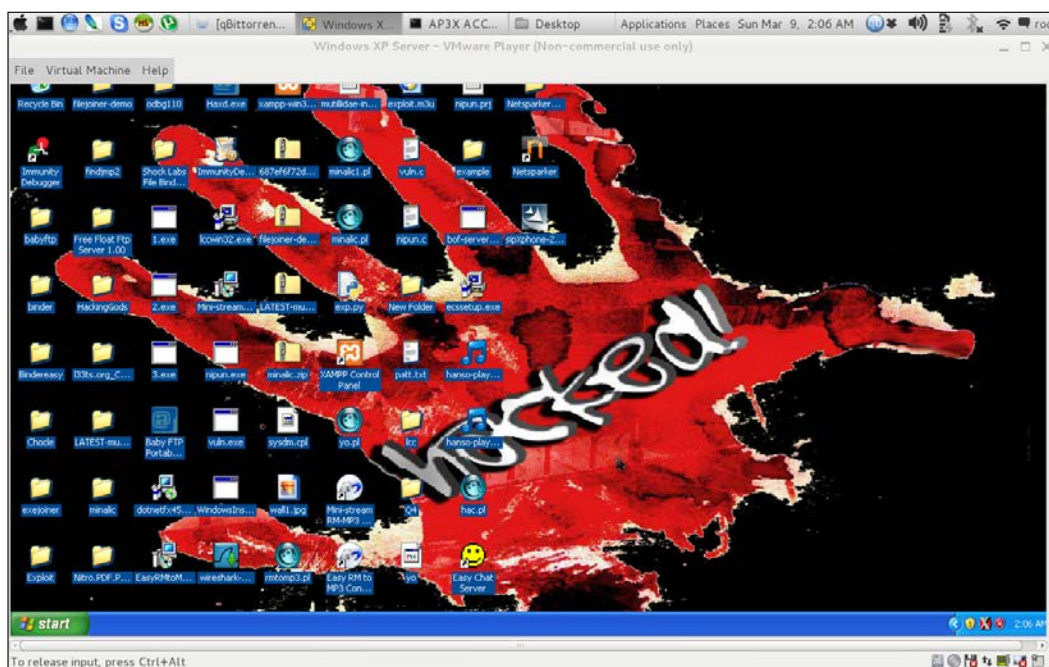 [qBittorren...
Windows X...
AP3X ACC...
Desktop
Applications Places Sun Mar 9, 2:06 AM
Windows XP Server - VMware Player (Non-commercial use only)
File Virtual Machine Help
Recycle Bin
filejoiner-demo
odbg110
Haxd.exe
xampp-win3...
mutillidae-in...
exploit.m3u
nipun.prj
Netsparker...
Immunity Debugger
findjmp2
Shock Labs File Bind...
ImmunityDe...
687ef6f72d...
minalic1.pl
vuln.c
example
Netsparker
babyftp
Free Float Ftp Server 1.00
1.exe
lccwin32.exe
filejoiner-de...
minalic.pl
nipun.c
bof-server...
sipXphone-2...
binder
HackingGods
2.exe
Mini-stream...
LATEST-mu...
exp.py
New Folder
ecssetup.exe
Bindereasy
l33ts.org_C...
3.exe
nipun.exe
minalic.zip
XAMPP Control Panel
patt.txt
hanso-play...
Chocle
LATEST-mu...
Baby FTP Portab...
vuln.exe
sysdm.cpl
yo.pl
lcc
hanso-play...
exejoiner
minalic
dotnetfx45...
WindowsIns...
wall1.jpg
Mini-stream RM-MP3 ...
Q4
hac.pl
Exploit
Nitro.PDF.P...
EasyRMtoM...
wireshark-...
rmtomp3.pl
Easy RM to MP3 Con...
yo
Easy Chat Server
hacked!
start
2:06 AM
To release input, press Ctrl+Alt